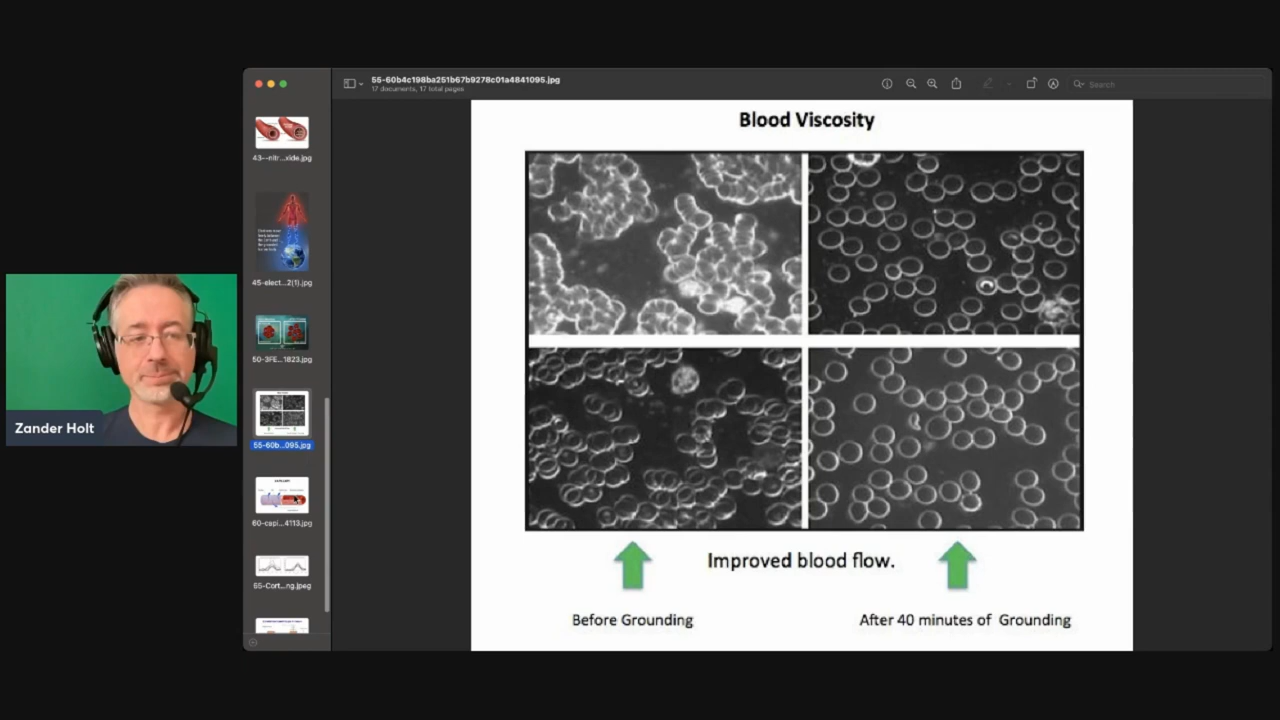 55-60b4c198ba251b67b9278c01a4841095.jpg
17 documents, 17 total pages
Search
43--nitr...xide.jpg
45-elect...2(1).jpg
50-3FE...1823.jpg
55-60b...095.jpg
60-capi...4113.jpg
55-Cort...ng.jpeg
Zander Holt
Blood Viscosity
Improved blood flow.
Before Grounding
After 40 minutes of Grounding